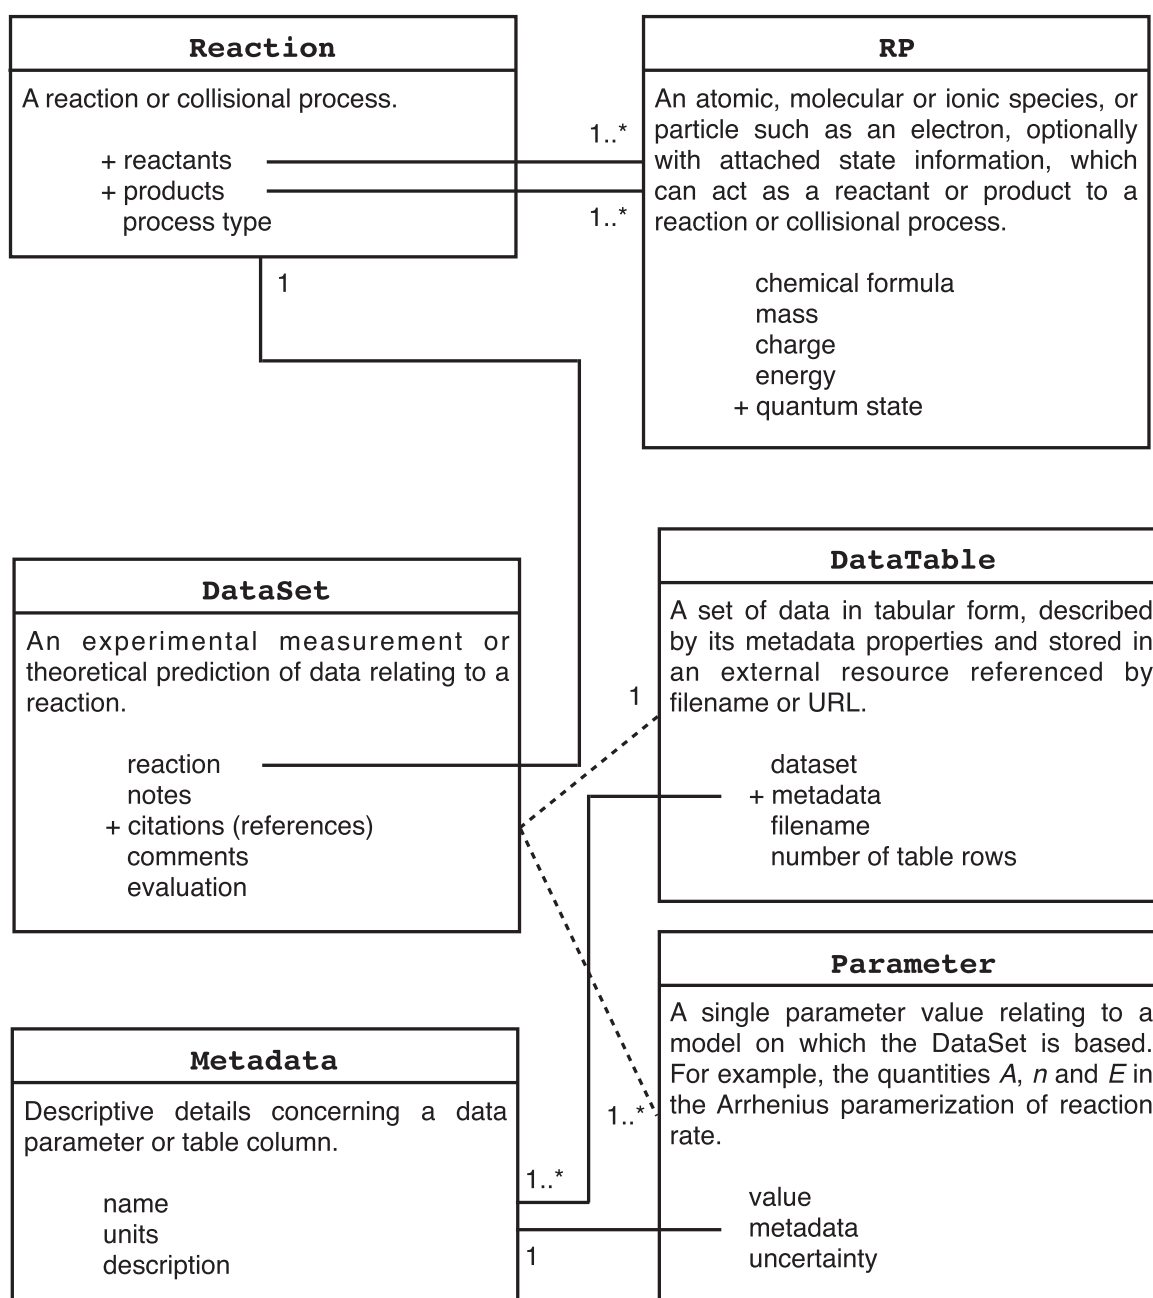 Reaction
A reaction or collisional process.
+ reactants
+ products
process type
1
1..*
1..*
RP
An atomic, molecular or ionic species, or
particle such as an electron, optionally
with attached state information, which
can act as a reactant or product to a
reaction or collisional process.
chemical formula
mass
charge
energy
+ quantum state
DataSet
An experimental measurement or
theoretical prediction of data relating to a
reaction.
reaction
notes
+ citations (references)
comments
evaluation
1
1..*
DataTable
A set of data in tabular form, described
by its metadata properties and stored in
an external resource referenced by
filename or URL.
dataset
+ metadata
filename
number of table rows
Metadata
Descriptive details concerning a data
parameter or table column.
name
units
description
1..*
1
Parameter
A single parameter value relating to a
model on which the DataSet is based.
For example, the quantities A, n and E in
the Arrhenius paramerization of reaction
rate.
value
metadata
uncertainty